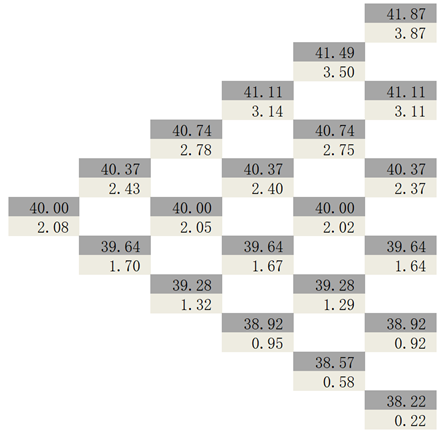 41.87
3.87
41.49
3.50
41.11 41.11
3.14 3.11
40.74 40.74
2.78 2.75
40.37 40.37 40.37
2.43 2.40 2.37
40.00 40.00 40.00
2.08 2.05 2.02
39.64 39.64 39.64
1.70 1.67 1.64
39.28 39.28
1.32 1.29
38.92 38.92
0.95 0.92
38.57
0.58
38.22
0.22